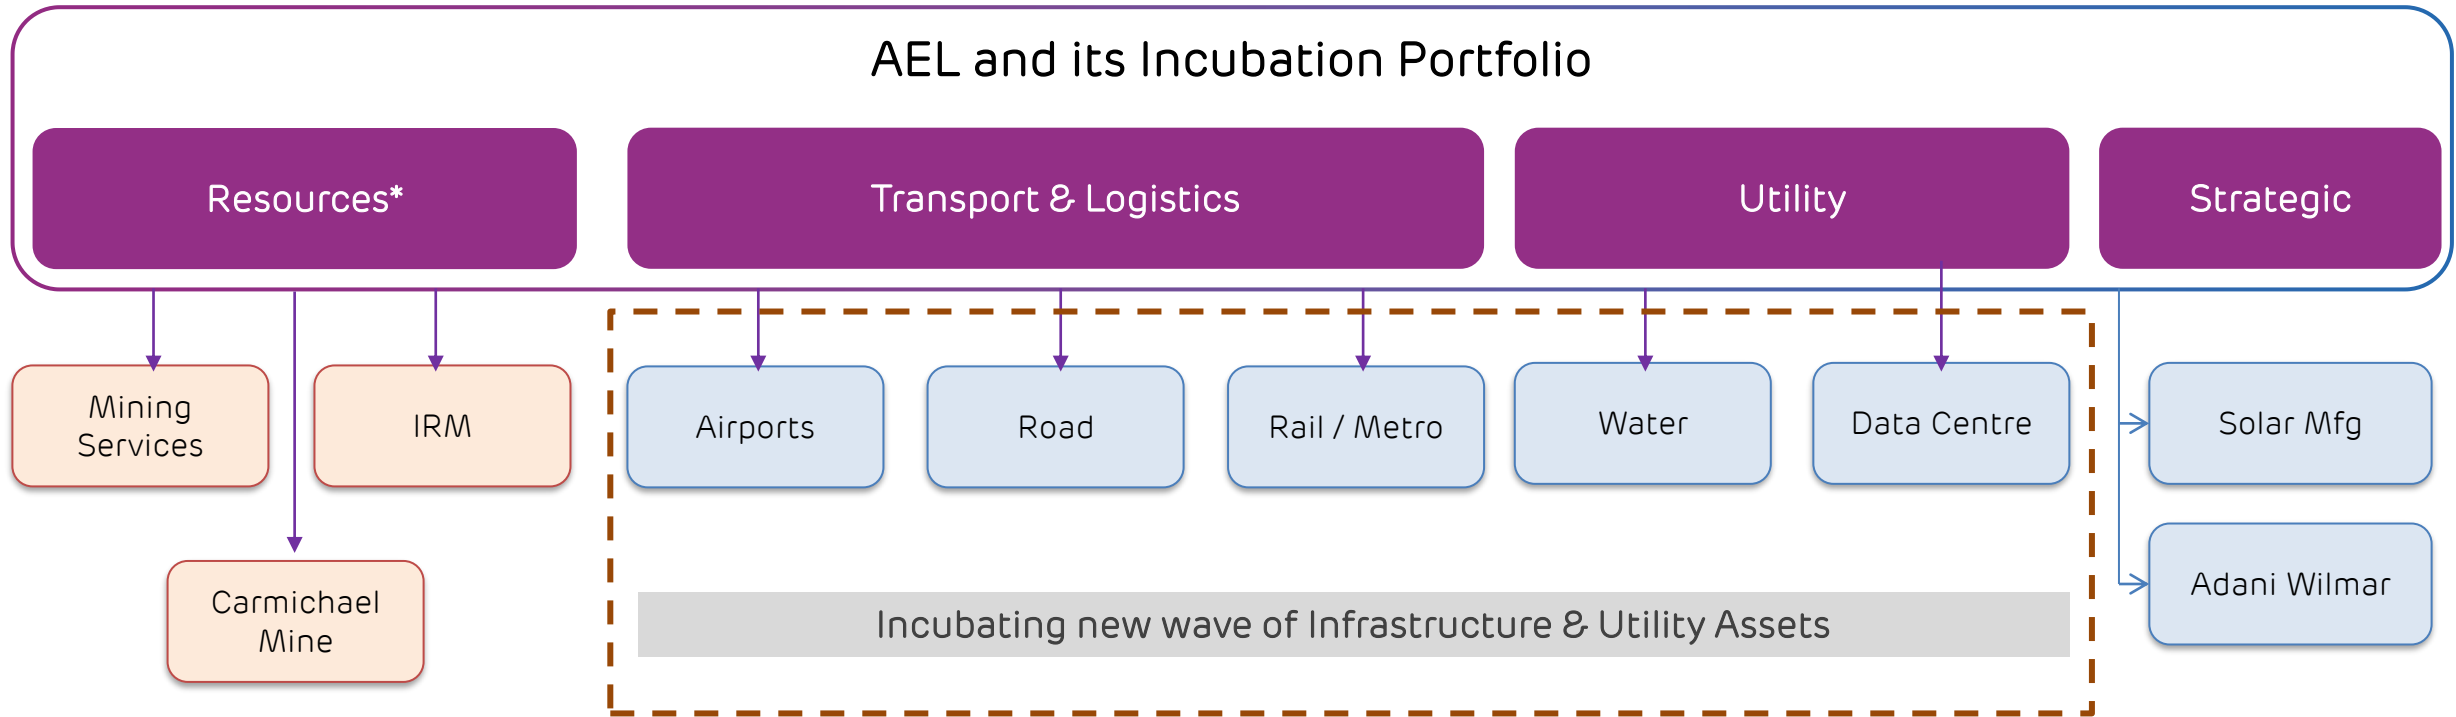 AEL and its Incubation Portfolio
Resources*
Transport & Logistics
Utility
Strategic
Mining
Services
IRM
Carmichael
Mine
Airports
Road
Rail / Metro
Water
Data Centre
Solar Mfg
Adani Wilmar
Incubating new wave of Infrastructure & Utility Assets